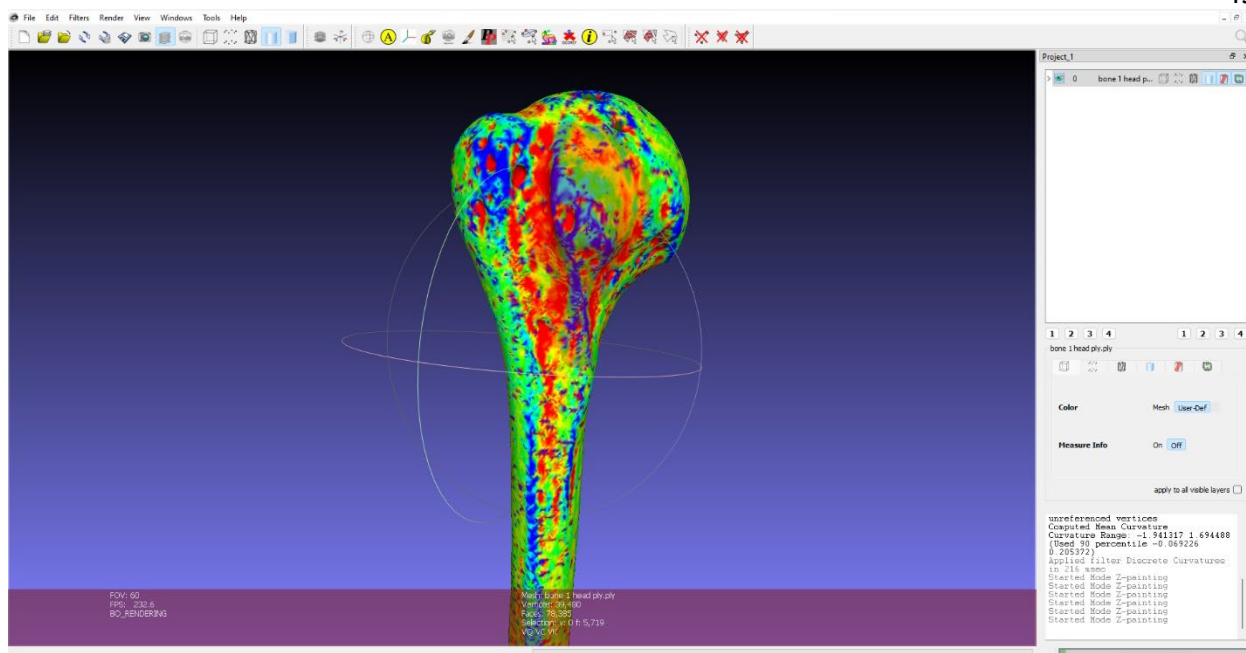 File Edit Filters Render View Windows Tools Help
Project_1
0 bone 1 head p...
1 2 3 4 1 2 3 4
bone 1 head ply.ply
Color Mesh User-Def
Measure Info On Off
apply to all visible layers
unreferenced vertices
Computed Mean Curvature
Curvature Range: -1.941317 1.694488
(Used 90 percentile -0.069226
0.205372)
Applied filter Discrete Curvatures
in 216 msec
Started Mode Z-painting
Started Mode Z-painting
Started Mode Z-painting
Started Mode Z-painting
Started Mode Z-painting
Started Mode Z-painting
FOV: 60
FPS: 232.6
BO_RENDERING
Mesh: bone 1 head ply.ply
Vertices: 39,480
Faces: 78,385
Selection: v: 0 f: 5,719
VQ VC VK